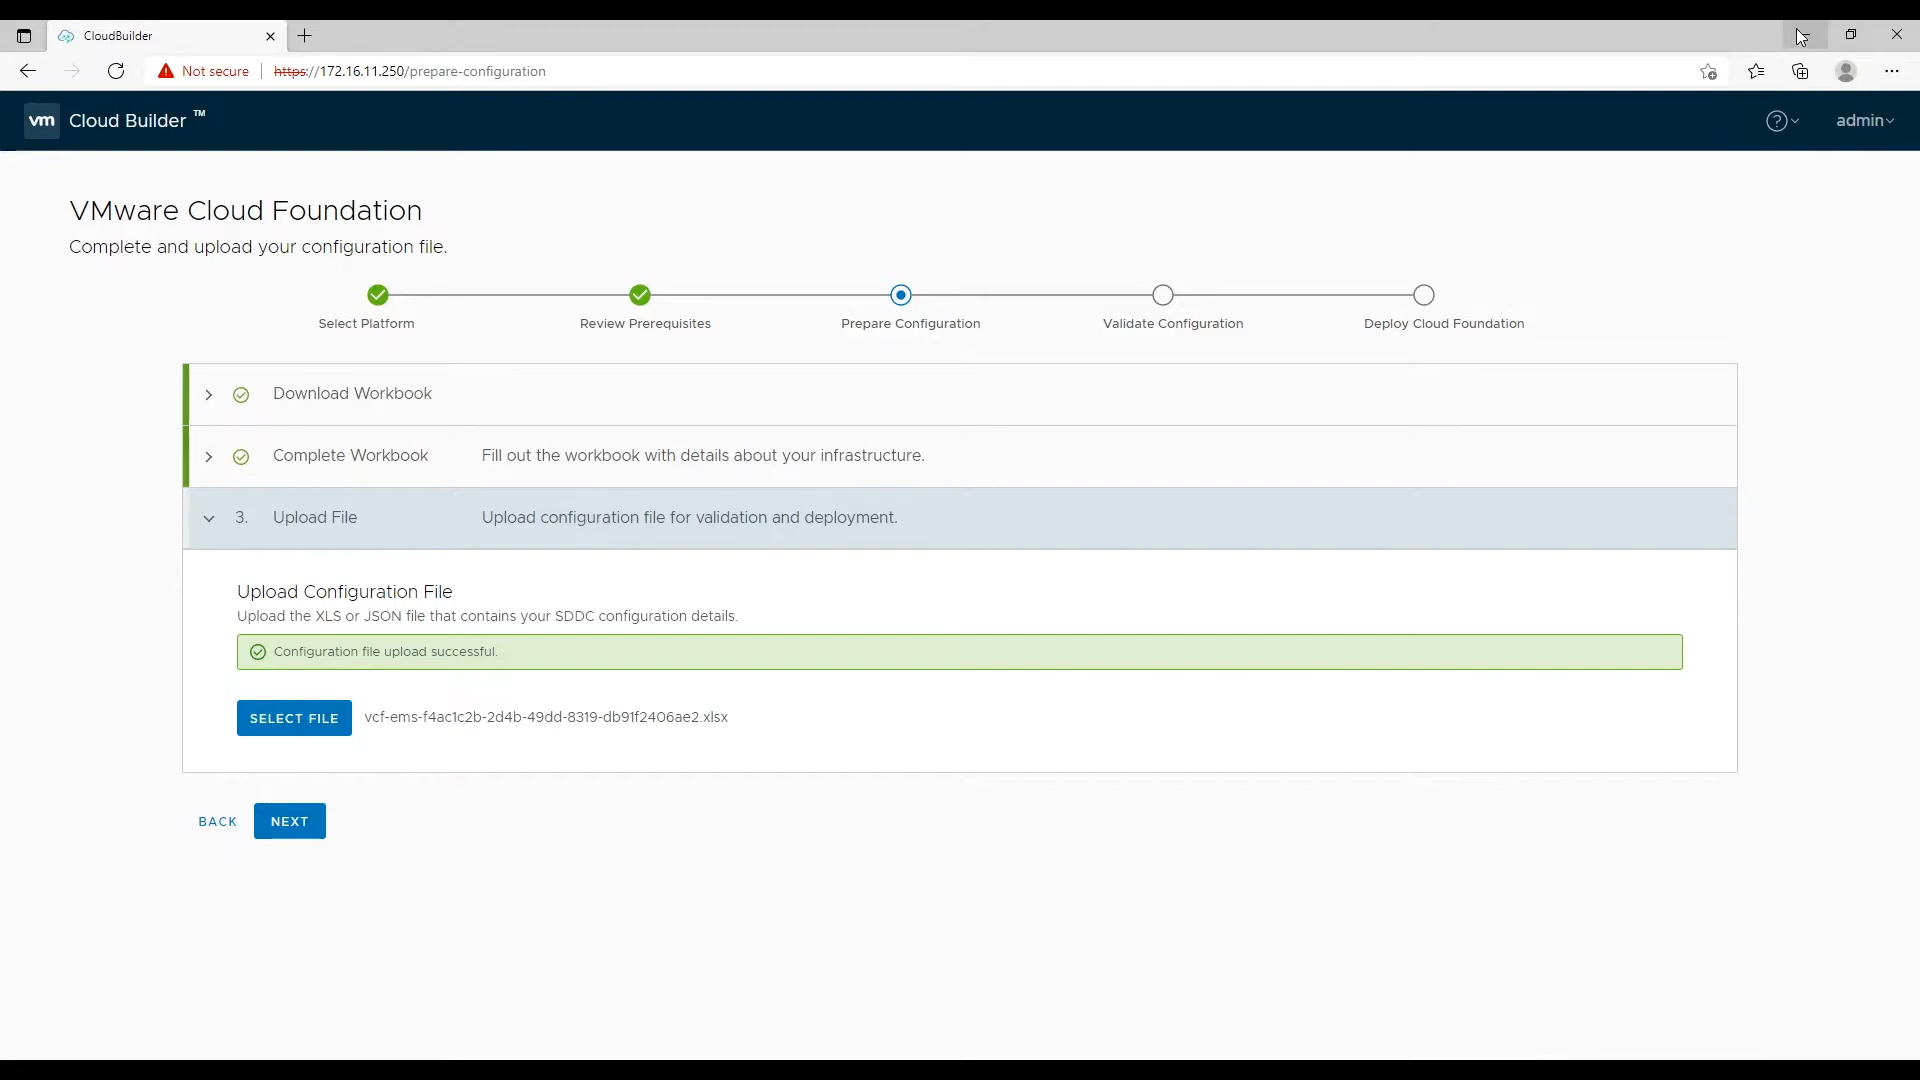 CloudBuilder
Not secure
https://172.16.11.250/prepare-configuration
vm
Cloud Builder ™
admin
VMware Cloud Foundation
Complete and upload your configuration file.
Select Platform
Review Prerequisites
Prepare Configuration
Validate Configuration
Deploy Cloud Foundation
Download Workbook
Complete Workbook Fill out the workbook with details about your infrastructure.
3. Upload File Upload configuration file for validation and deployment.
Upload Configuration File
Upload the XLS or JSON file that contains your SDDC configuration details.
Configuration file upload successful.
SELECT FILE vcf-ems-f4ac1c2b-2d4b-49dd-8319-db91f2406ae2.xlsx
BACK NEXT